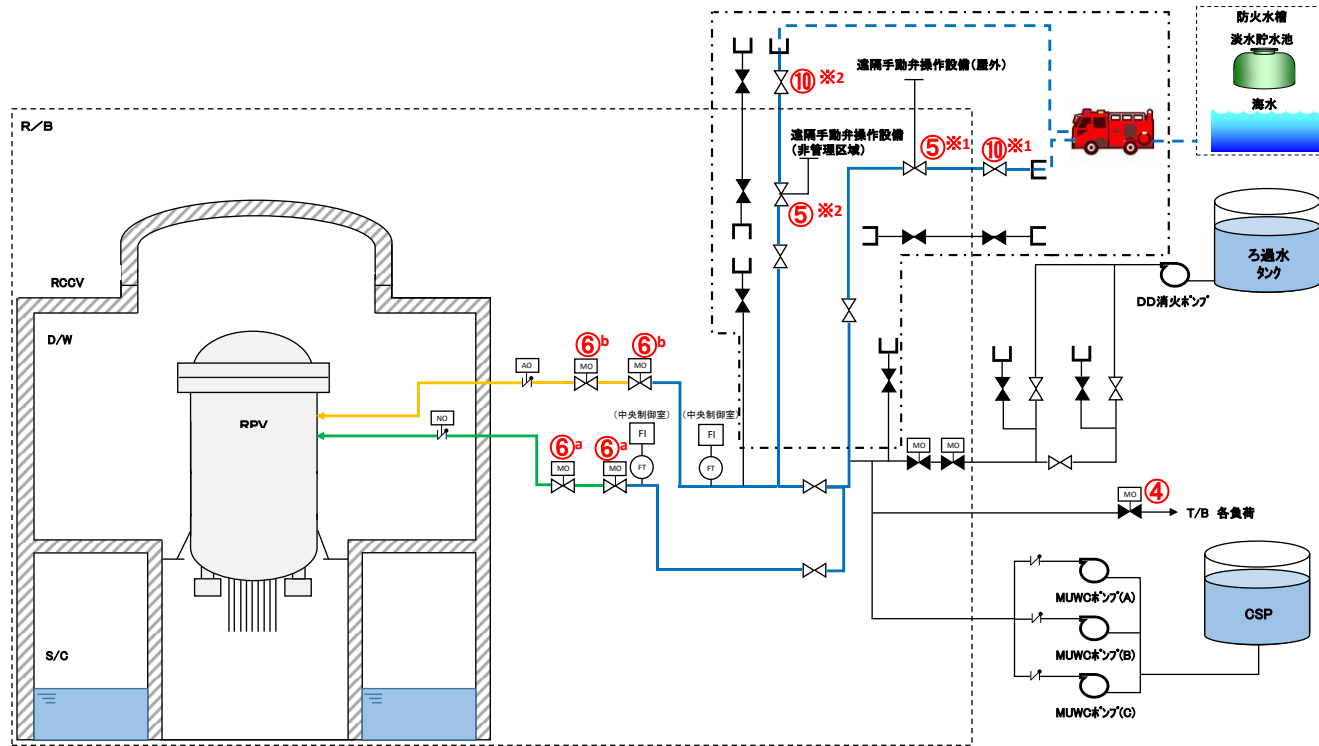 防火水槽
淡水貯水池
海水
遠隔手動弁操作設備(屋外)
⑩※2
R/B
遠隔手動弁操作設備
(非管理区域)
⑤※1
⑩※1
⑤※2
ろ過水
タンク
DD消火ポンプ
RCCV
D/W
⑥b
⑥b
AO
MO
MO
RPV
NO
(中央制御室)
(中央制御室)
FI
FI
⑥a
⑥a
MO
MO
FT
FT
MO
MO
MO
④
T/B 各負荷
MUWCポンプ(A)
CSP
MUWCポンプ(B)
S/C
MUWCポンプ(C)